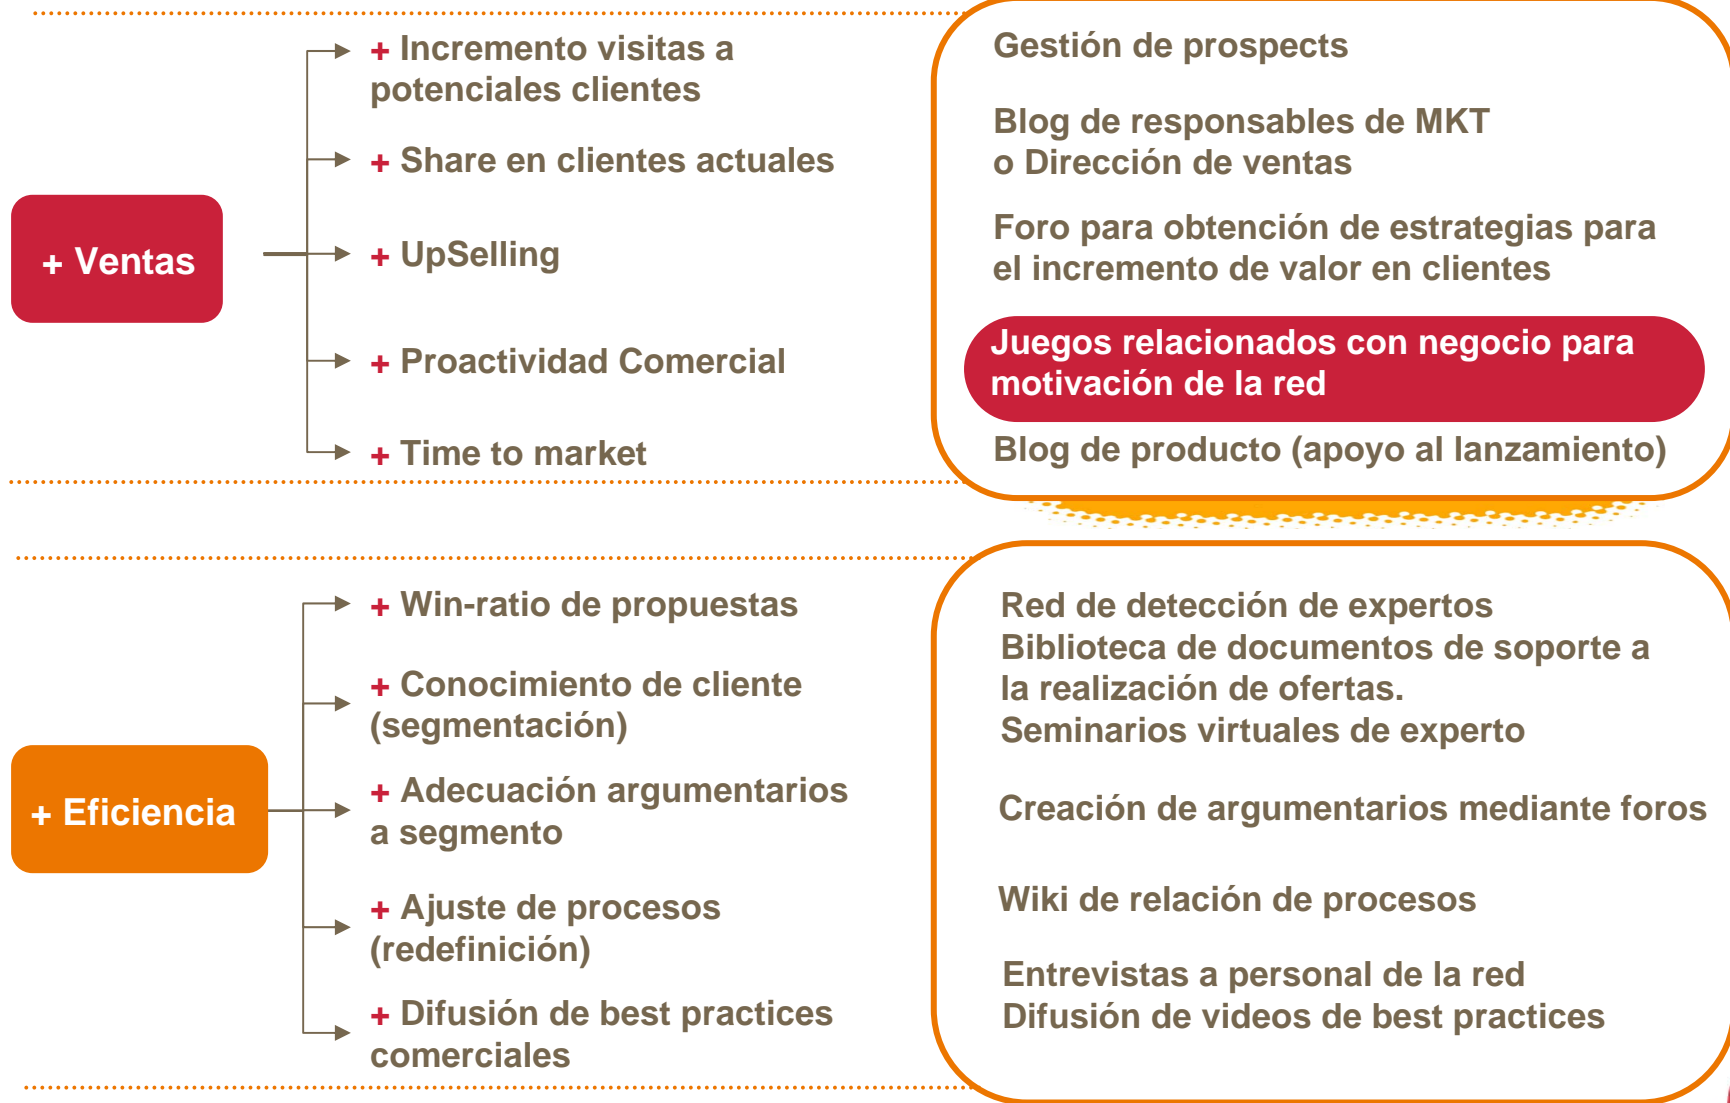 + Ventas
+ Incremento visitas a
potenciales clientes
+ Share en clientes actuales
+ UpSelling
+ Proactividad Comercial
+ Time to market
Gestión de prospects
Blog de responsables de MKT
o Dirección de ventas
Foro para obtención de estrategias para
el incremento de valor en clientes
Juegos relacionados con negocio para
motivación de la red
Blog de producto (apoyo al lanzamiento)
+ Eficiencia
+ Win-ratio de propuestas
+ Conocimiento de cliente
(segmentación)
+ Adecuación argumentarios
a segmento
+ Ajuste de procesos
(redefinición)
+ Difusión de best practices
comerciales
Red de detección de expertos
Biblioteca de documentos de soporte a
la realización de ofertas.
Seminarios virtuales de experto
Creación de argumentarios mediante foros
Wiki de relación de procesos
Entrevistas a personal de la red
Difusión de videos de best practices